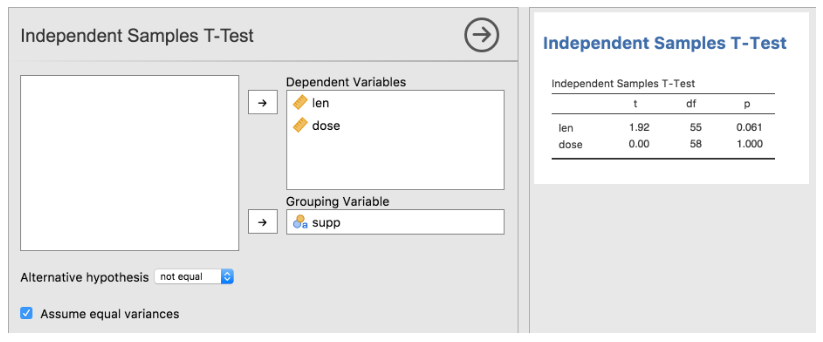 Independent Samples T-Test
Dependent Variables
len
dose
Grouping Variable
a supp
Alternative hypothesis not equal
Assume equal variances
Independent Samples T-Test
Independent Samples T-Test
t df p
len 1.92 55 0.061
dose 0.00 58 1.000